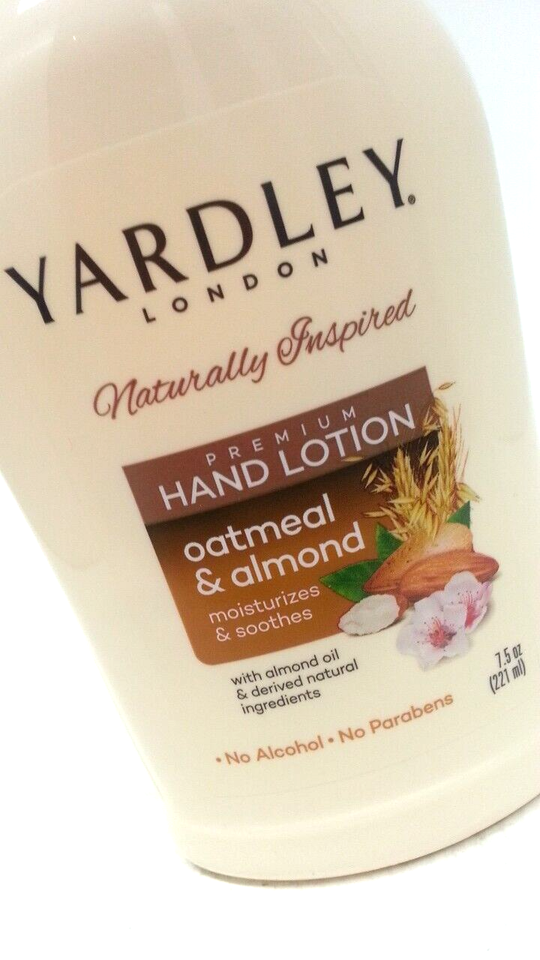 YARDLEY®
LONDON
Naturally Inspired
PREMIUM
HAND LOTION
oatmeal
& almond
moisturizes
& soothes
with almond oil
& derived natural
ingredients
7.5 oz
(221 ml)
• No Alcohol • No Parabens